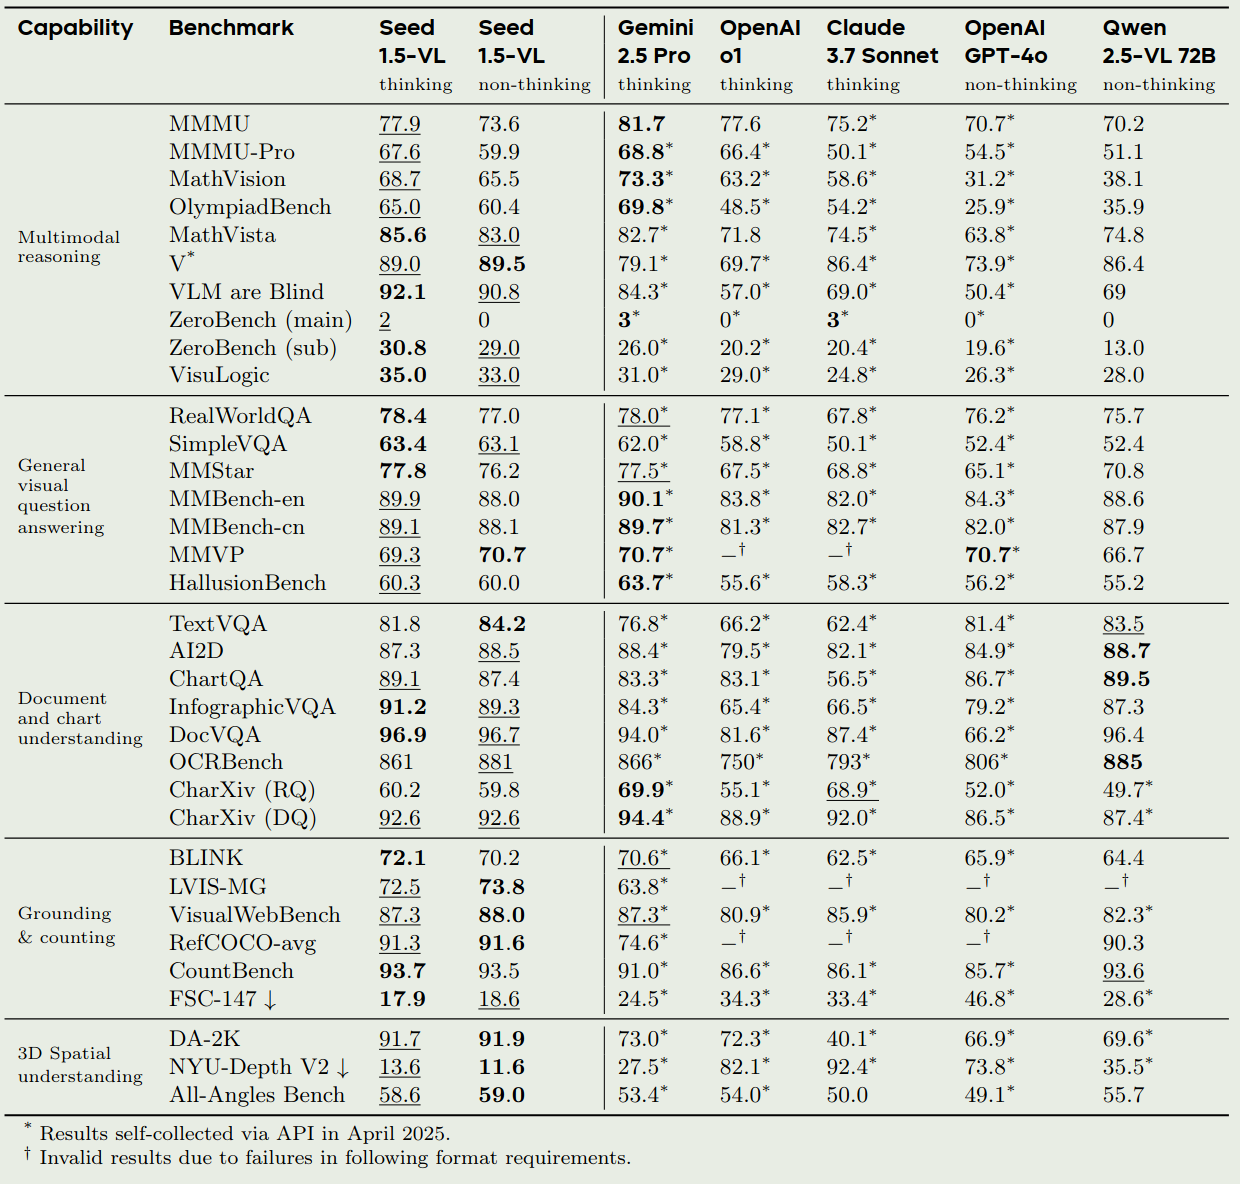 Capability Benchmark Seed 1.5-VL thinking Seed 1.5-VL non-thinking Gemini 2.5 Pro thinking OpenAI o1 thinking Claude 3.7 Sonnet thinking OpenAI GPT-4o non-thinking Qwen 2.5-VL 72B non-thinking
Multimodal reasoning
MMMU 77.9 73.6 81.7 77.6 75.2* 70.7* 70.2
MMMU-Pro 67.6 59.9 68.8* 66.4* 50.1* 54.5* 51.1
MathVision 68.7 65.5 73.3* 63.2* 58.6* 31.2* 38.1
OlympiadBench 65.0 60.4 69.8* 48.5* 54.2* 25.9* 35.9
MathVista 85.6 83.0 82.7* 71.8 74.5* 63.8* 74.8
V* 89.0 89.5 79.1* 69.7* 86.4* 73.9* 86.4
VLM are Blind 92.1 90.8 84.3* 57.0* 69.0* 50.4* 69
ZeroBench (main) 2 0 3* 0* 3* 0* 0
ZeroBench (sub) 30.8 29.0 26.0* 20.2* 20.4* 19.6* 13.0
VisuLogic 35.0 33.0 31.0* 29.0* 24.8* 26.3* 28.0
General visual question answering
RealWorldQA 78.4 77.0 78.0* 77.1* 67.8* 76.2* 75.7
SimpleVQA 63.4 63.1 62.0* 58.8* 50.1* 52.4* 52.4
MMStar 77.8 76.2 77.5* 67.5* 68.8* 65.1* 70.8
MMBench-en 89.9 88.0 90.1* 83.8* 82.0* 84.3* 88.6
MMBench-cn 89.1 88.1 89.7* 81.3* 82.7* 82.0* 87.9
MMVP 69.3 70.7 70.7* –† –† 70.7* 66.7
HallusionBench 60.3 60.0 63.7* 55.6* 58.3* 56.2* 55.2
Document and chart understanding
TextVQA 81.8 84.2 76.8* 66.2* 62.4* 81.4* 83.5
AI2D 87.3 88.5 88.4* 79.5* 82.1* 84.9* 88.7
ChartQA 89.1 87.4 83.3* 83.1* 56.5* 86.7* 89.5
InfographicVQA 91.2 89.3 84.3* 65.4* 66.5* 79.2* 87.3
DocVQA 96.9 96.7 94.0* 81.6* 87.4* 66.2* 96.4
OCRBench 861 881 866* 750* 793* 806* 885
CharXiv (RQ) 60.2 59.8 69.9* 55.1* 68.9* 52.0* 49.7*
CharXiv (DQ) 92.6 92.6 94.4* 88.9* 92.0* 86.5* 87.4*
Grounding & counting
BLINK 72.1 70.2 70.6* 66.1* 62.5* 65.9* 64.4
LVIS-MG 72.5 73.8 63.8* –† –† –† –†
VisualWebBench 87.3 88.0 87.3* 80.9* 85.9* 80.2* 82.3*
RefCOCO-avg 91.3 91.6 74.6* –† –† –† 90.3
CountBench 93.7 93.5 91.0* 86.6* 86.1* 85.7* 93.6
FSC-147 ↓ 17.9 18.6 24.5* 34.3* 33.4* 46.8* 28.6*
3D Spatial understanding
DA-2K 91.7 91.9 73.0* 72.3* 40.1* 66.9* 69.6*
NYU-Depth V2 ↓ 13.6 11.6 27.5* 82.1* 92.4* 73.8* 35.5*
All-Angles Bench 58.6 59.0 53.4* 54.0* 50.0 49.1* 55.7
* Results self-collected via API in April 2025.
† Invalid results due to failures in following format requirements.